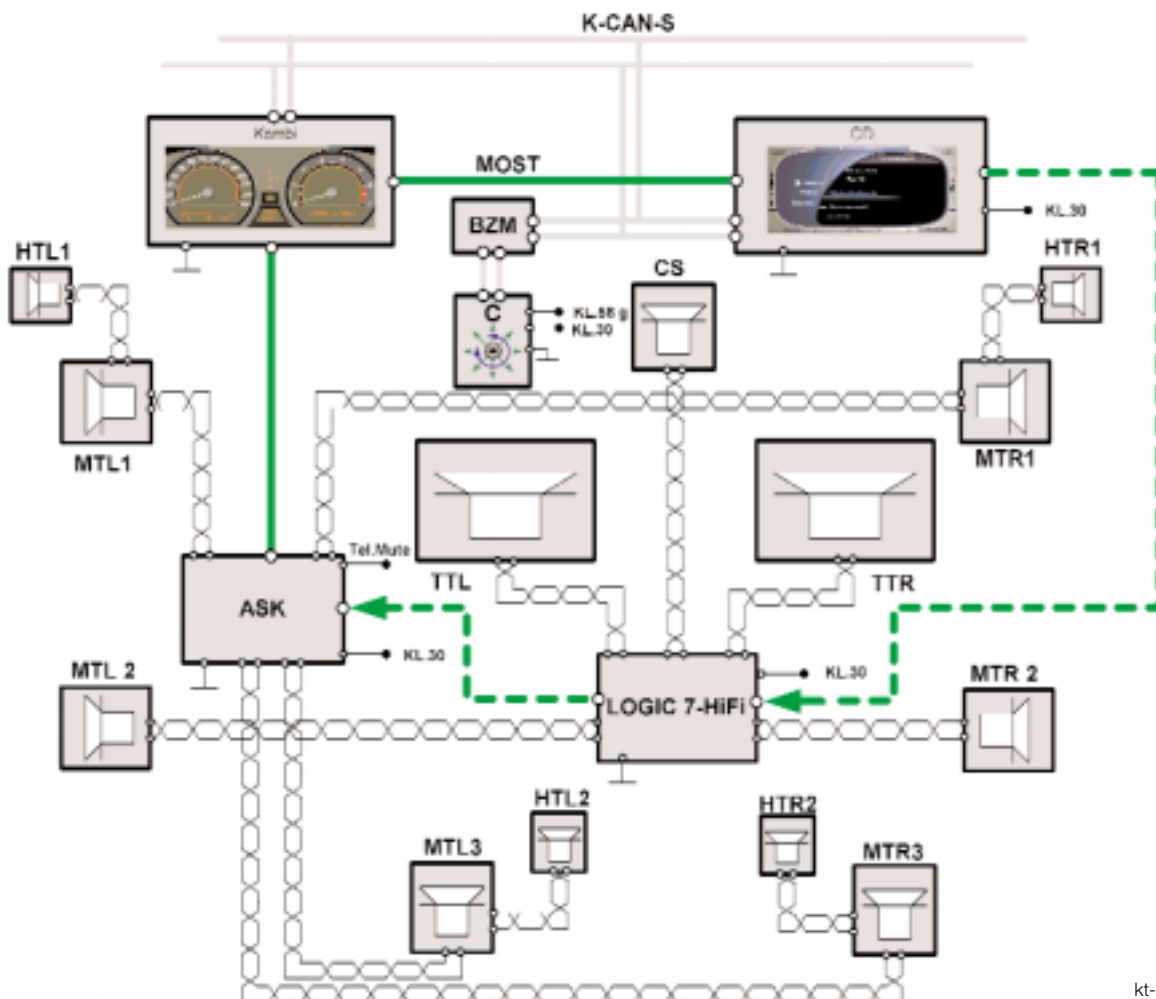 K-CAN-S
Kombi
CD
MOST
BZM
KL.30
HTL1
CS
HTR1
C
KL.58 g
KL.30
MTL1
MTR1
Tel.Mute
TTL
TTR
ASK
KL.30
MTL 2
KL.30
MTR 2
LOGIC 7-HiFi
HTL2
HTR2
MTL3
MTR3
kt-